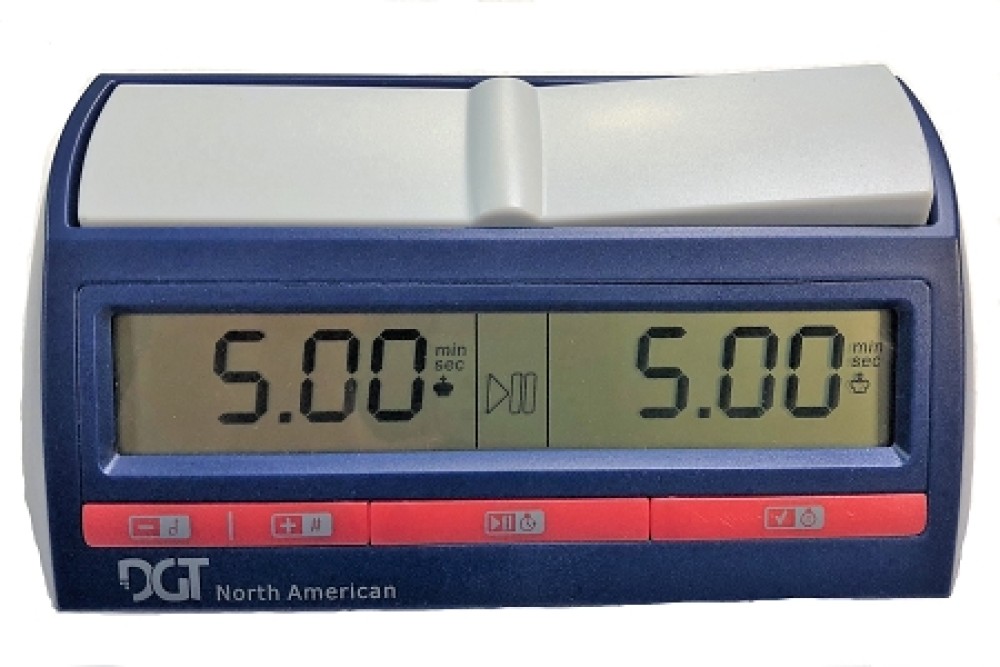 5.00 min sec
5.00 min sec
DGT North American